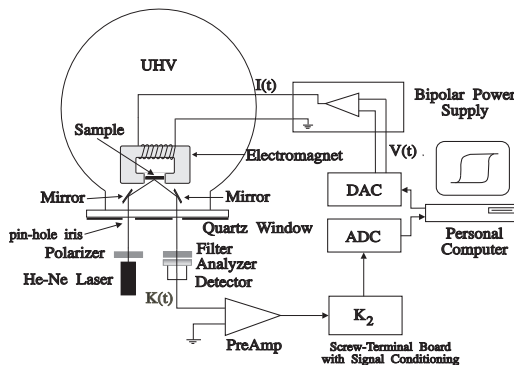 UHV
I(t)
Bipolar Power
Supply
Sample
Electromagnet
V(t)
Mirror
Mirror
DAC
pin-hole iris
Quartz Window
ADC
Personal
Computer
Polarizer
Filter
Analyzer
He-Ne Laser
Detector
K(t)
PreAmp
K2
Screw-Terminal Board
with Signal Conditioning